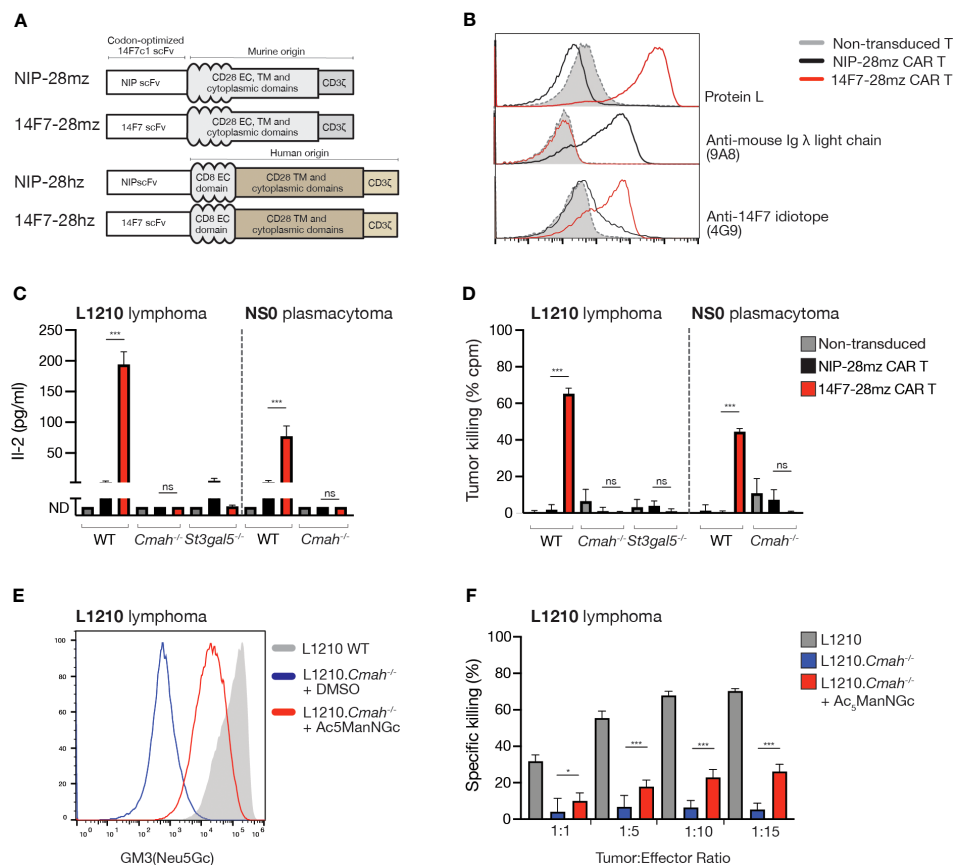 A
Codon-optimized
14F7c1 scFv
Murine origin
NIP-28mz
NIP scFv
CD28 EC, TM and
cytoplasmic domains
CD3ζ
14F7-28mz
14F7 scFv
CD28 EC, TM and
cytoplasmic domains
CD3ζ
Human origin
NIP-28hz
NIPscFv
CD8 EC
domain
CD28 TM and
cytoplasmic domains
CD3ζ
14F7-28hz
14F7 scFv
CD8 EC
domain
CD28 TM and
cytoplasmic domains
CD3ζ
B
Non-transduced T
NIP-28mz CAR T
14F7-28mz CAR T
Protein L
Anti-mouse Ig λ light chain
(9A8)
Anti-14F7 idiotope
(4G9)
C
L1210 lymphoma
NS0 plasmacytoma
Il-2 (pg/ml)
250
200
150
100
50
ND
***
ns
***
ns
WT
Cmah-/-
St3gal5-/-
WT
Cmah-/-
D
L1210 lymphoma
NS0 plasmacytoma
Tumor killing (% cpm)
100
80
60
40
20
0
***
ns
ns
***
ns
WT
Cmah-/-
St3gal5-/-
WT
Cmah-/-
Non-transduced
NIP-28mz CAR T
14F7-28mz CAR T
E
L1210 lymphoma
100
80
60
40
20
0
10^0 10^1 10^2 10^3 10^4 10^5 10^6
GM3(Neu5Gc)
L1210 WT
L1210.Cmah-/-
+ DMSO
L1210.Cmah-/-
+ Ac5ManNGc
F
L1210 lymphoma
Specific killing (%)
100
80
60
40
20
0
*
***
***
***
1:1
1:5
1:10
1:15
Tumor:Effector Ratio
L1210
L1210.Cmah-/-
L1210.Cmah-/-
+ Ac5ManNGc